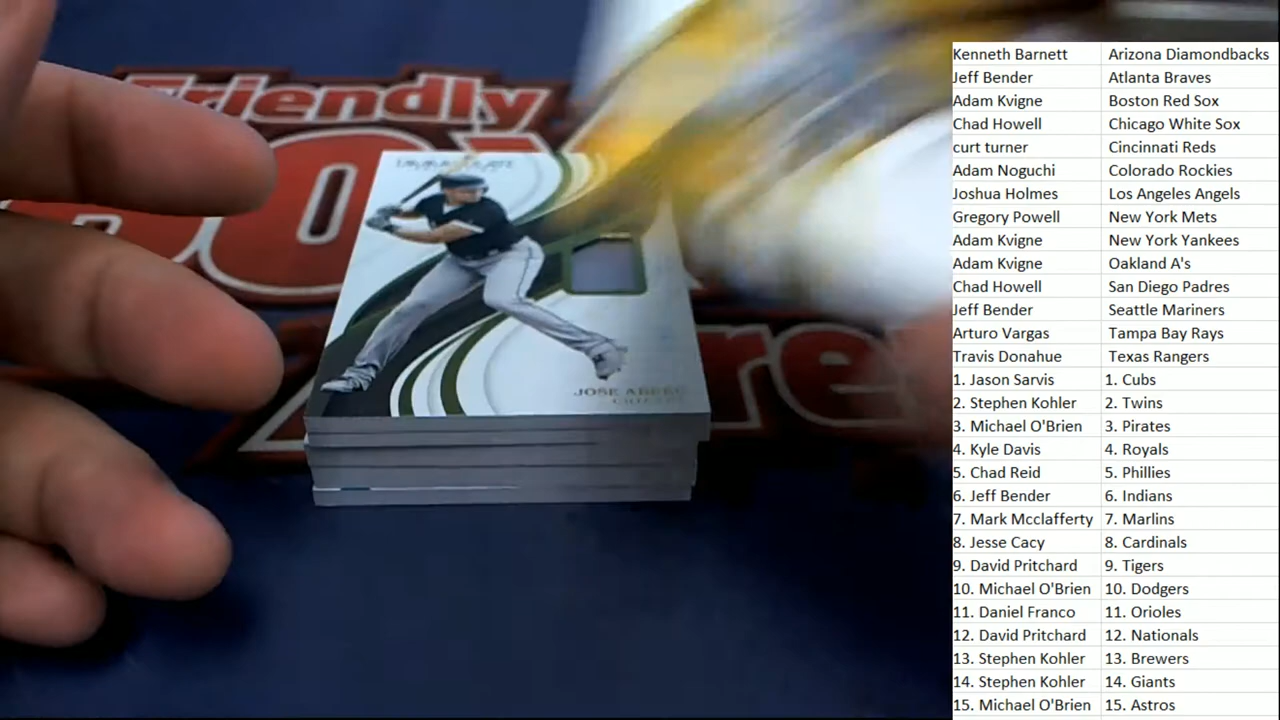 Friendly
IMMACULATE
JOSE ABREU
CHICAGO
Kenneth Barnett Arizona Diamondbacks
Jeff Bender Atlanta Braves
Adam Kvigne Boston Red Sox
Chad Howell Chicago White Sox
curt turner Cincinnati Reds
Adam Noguchi Colorado Rockies
Joshua Holmes Los Angeles Angels
Gregory Powell New York Mets
Adam Kvigne New York Yankees
Adam Kvigne Oakland A's
Chad Howell San Diego Padres
Jeff Bender Seattle Mariners
Arturo Vargas Tampa Bay Rays
Travis Donahue Texas Rangers
1. Jason Sarvis 1. Cubs
2. Stephen Kohler 2. Twins
3. Michael O'Brien 3. Pirates
4. Kyle Davis 4. Royals
5. Chad Reid 5. Phillies
6. Jeff Bender 6. Indians
7. Mark Mcclafferty 7. Marlins
8. Jesse Cacy 8. Cardinals
9. David Pritchard 9. Tigers
10. Michael O'Brien 10. Dodgers
11. Daniel Franco 11. Orioles
12. David Pritchard 12. Nationals
13. Stephen Kohler 13. Brewers
14. Stephen Kohler 14. Giants
15. Michael O'Brien 15. Astros